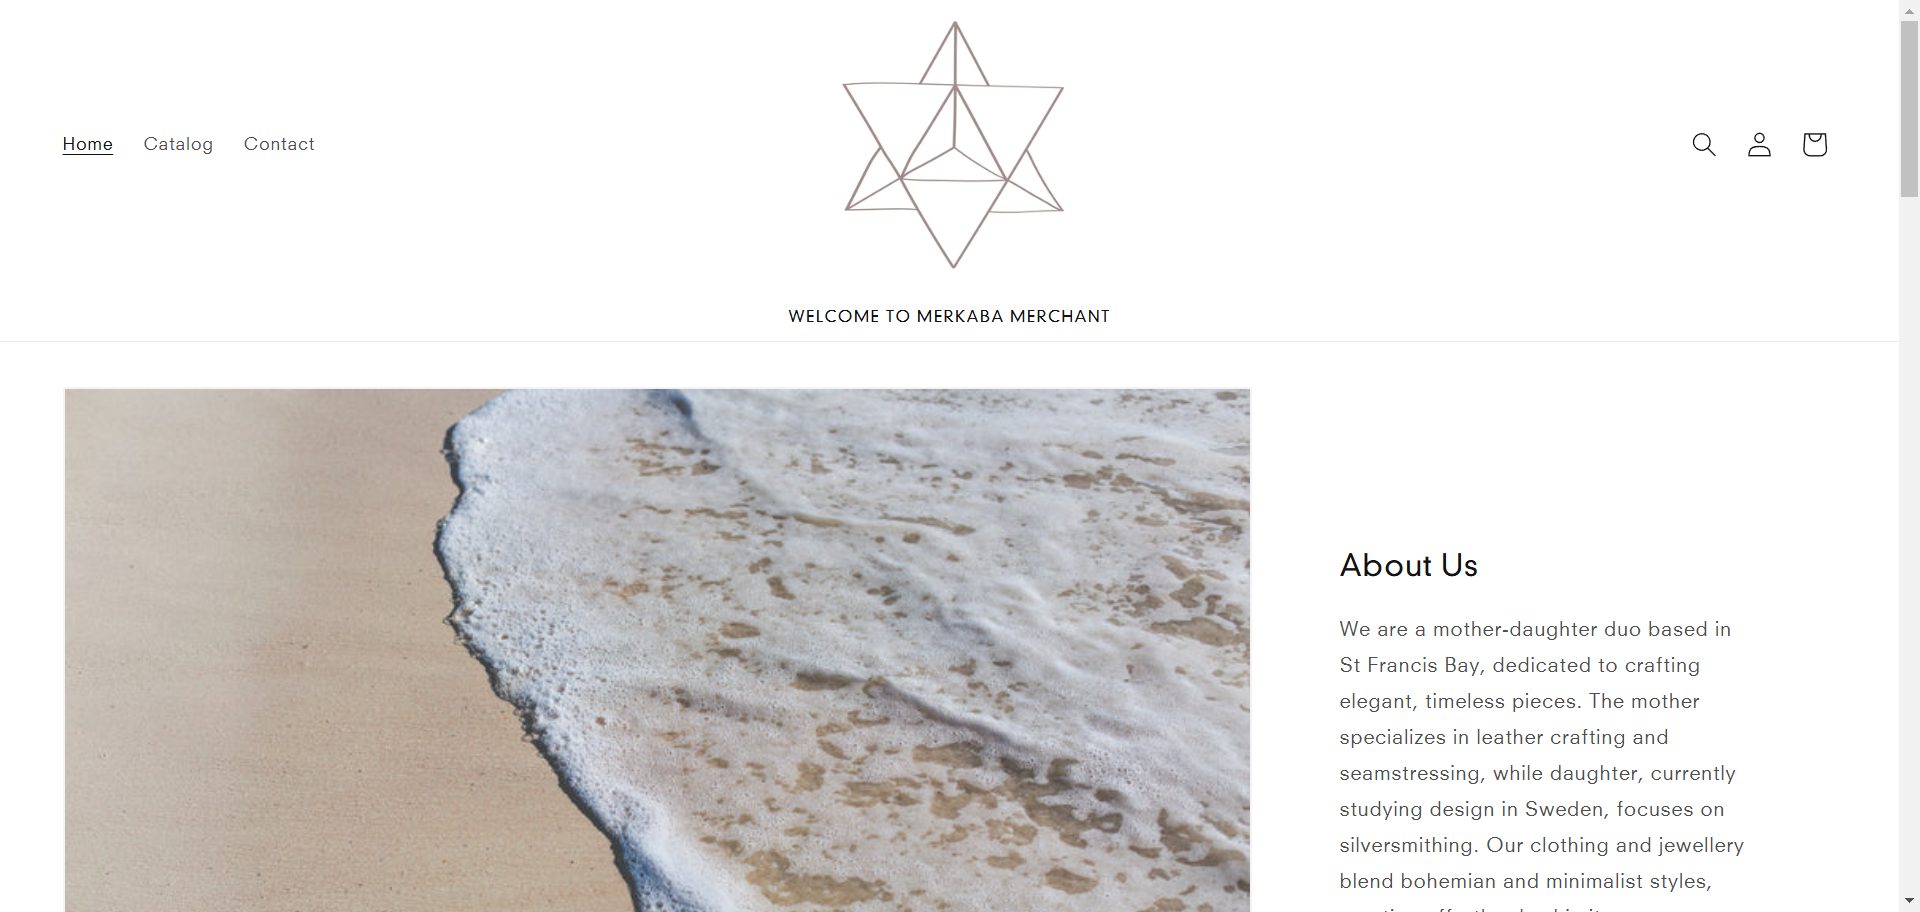 Home
Catalog
Contact
WELCOME TO MERKABA MERCHANT
About Us
We are a mother-daughter duo based in
St Francis Bay, dedicated to crafting
elegant, timeless pieces. The mother
specializes in leather crafting and
seamstressing, while daughter, currently
studying design in Sweden, focuses on
silversmithing. Our clothing and jewellery
blend bohemian and minimalist styles,